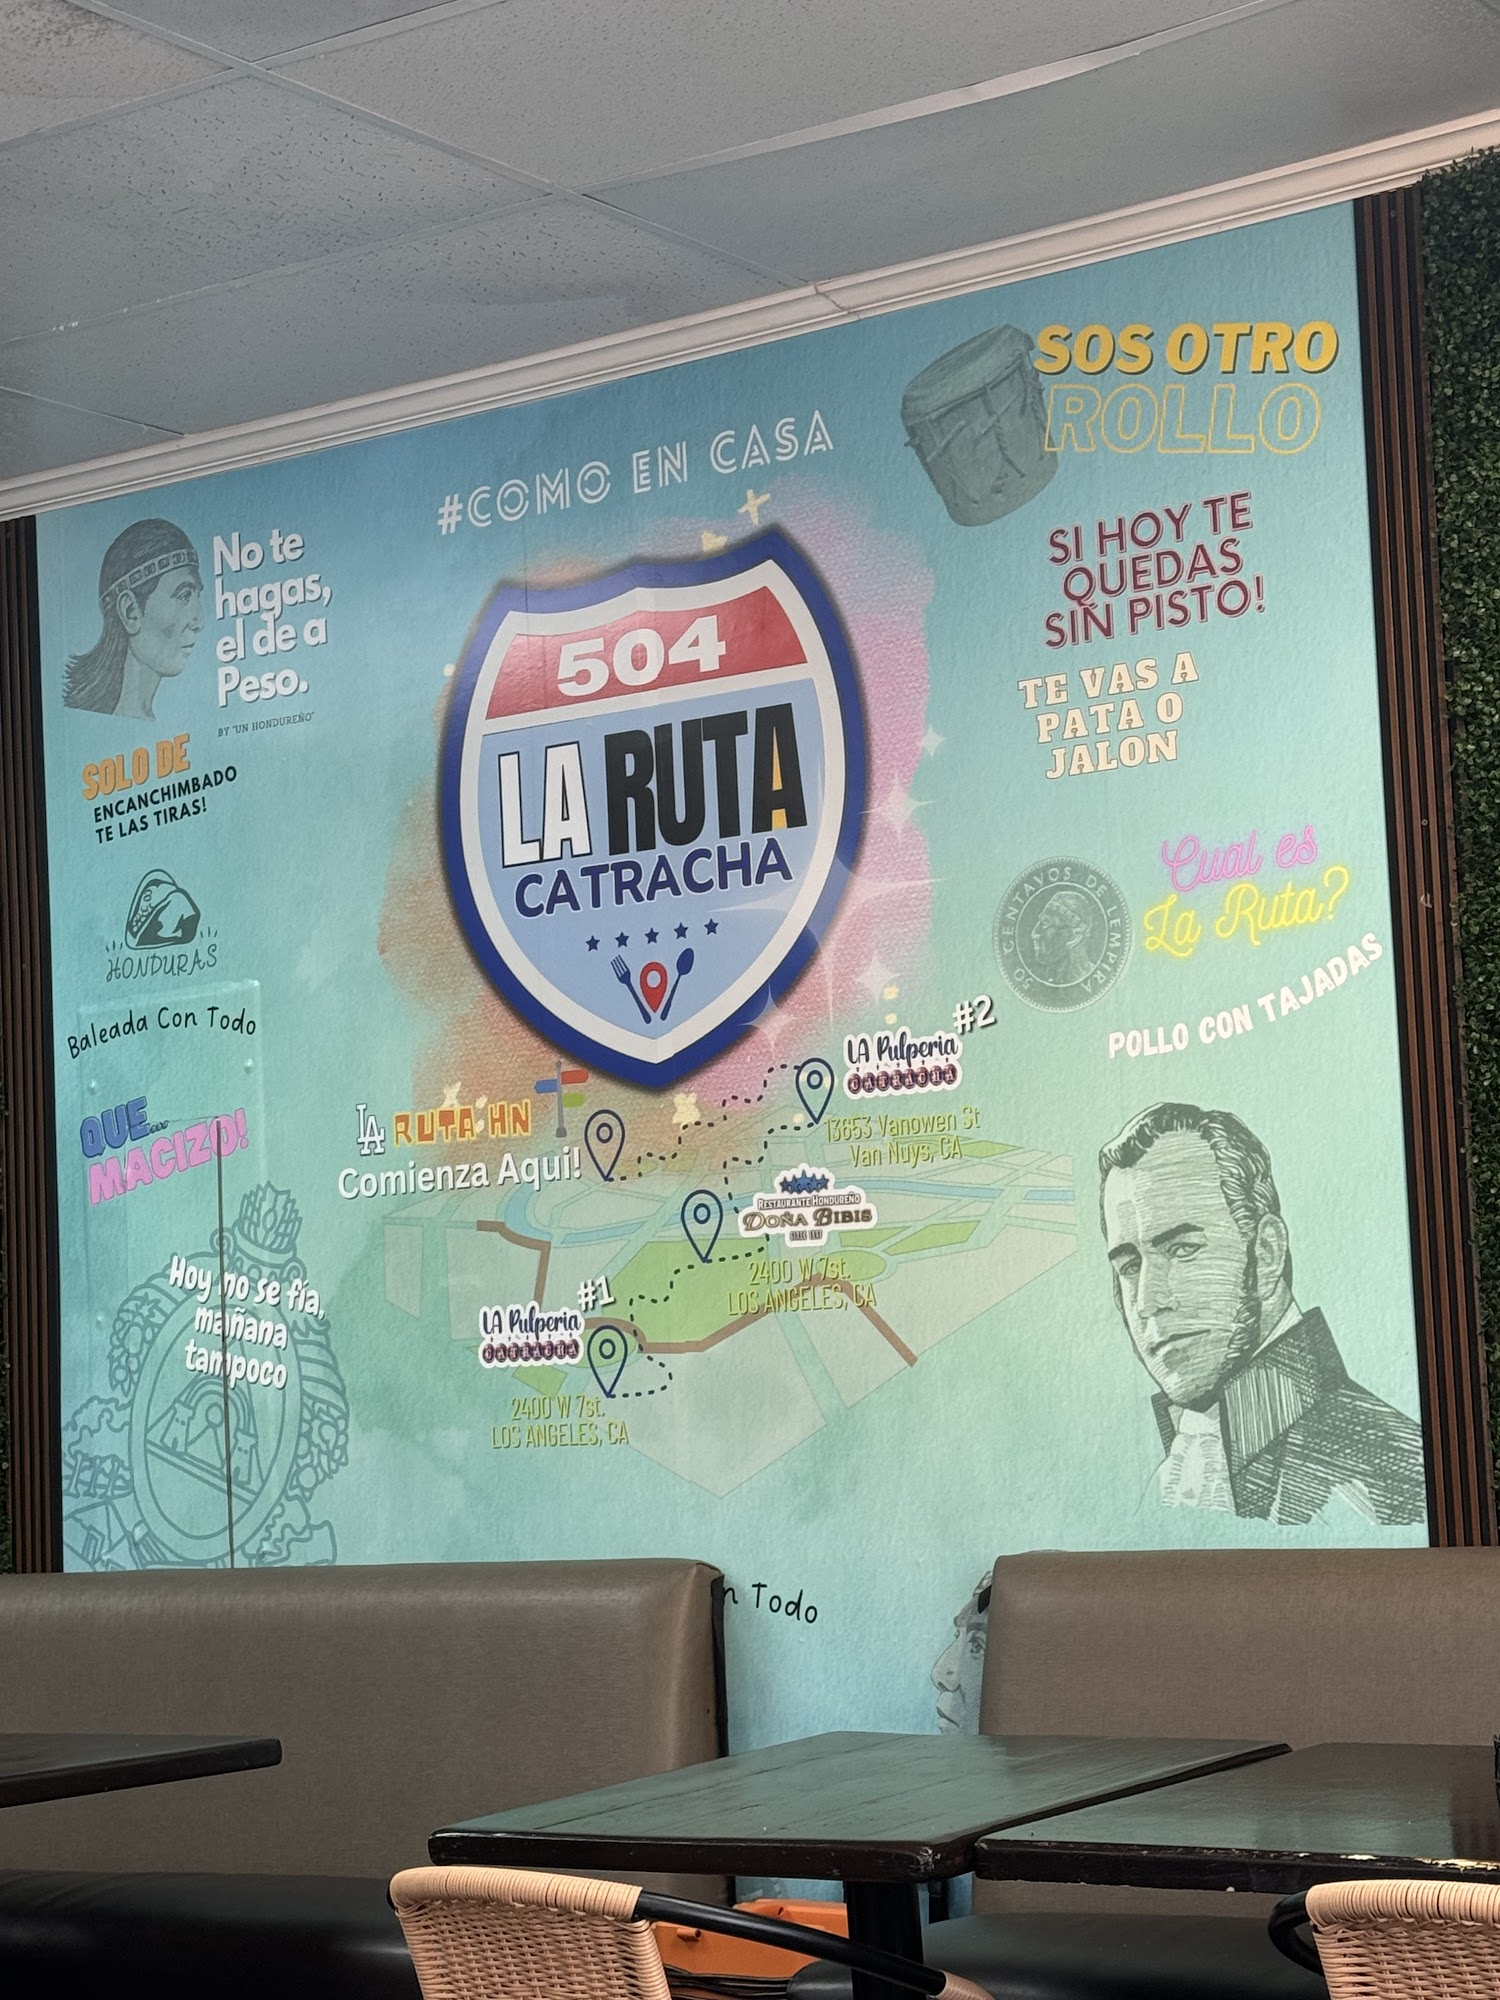 #COMO EN CASA
SOS OTRO
ROLLO
No te
hagas,
el de a
Peso.
BY "UN HONDUREÑO"
SI HOY TE
QUEDAS
SIN PISTO!
504
LA RUTA
CATRACHA
TE VAS A
PATA O
JALON
SOLO DE
ENCANCHIMBADO
TE LAS TIRAS!
HONDURAS
Baleada Con Todo
50 CENTAVOS DE LEMPIRA
Cual es
La Ruta?
POLLO CON TAJADAS
QUE...
MACIZO!
LA RUTA HN
Comienza Aqui!
LA Pulperia #2
CATRACHA
13653 Vanowen St
Van Nuys, CA
RESTAURANTE HONDUREÑO
DOÑA BIBIS
2400 W 7st.
LOS ANGELES, CA
Hoy no se fía,
mañana
tampoco
LA Pulperia #1
CATRACHA
2400 W 7st.
LOS ANGELES, CA
n Todo